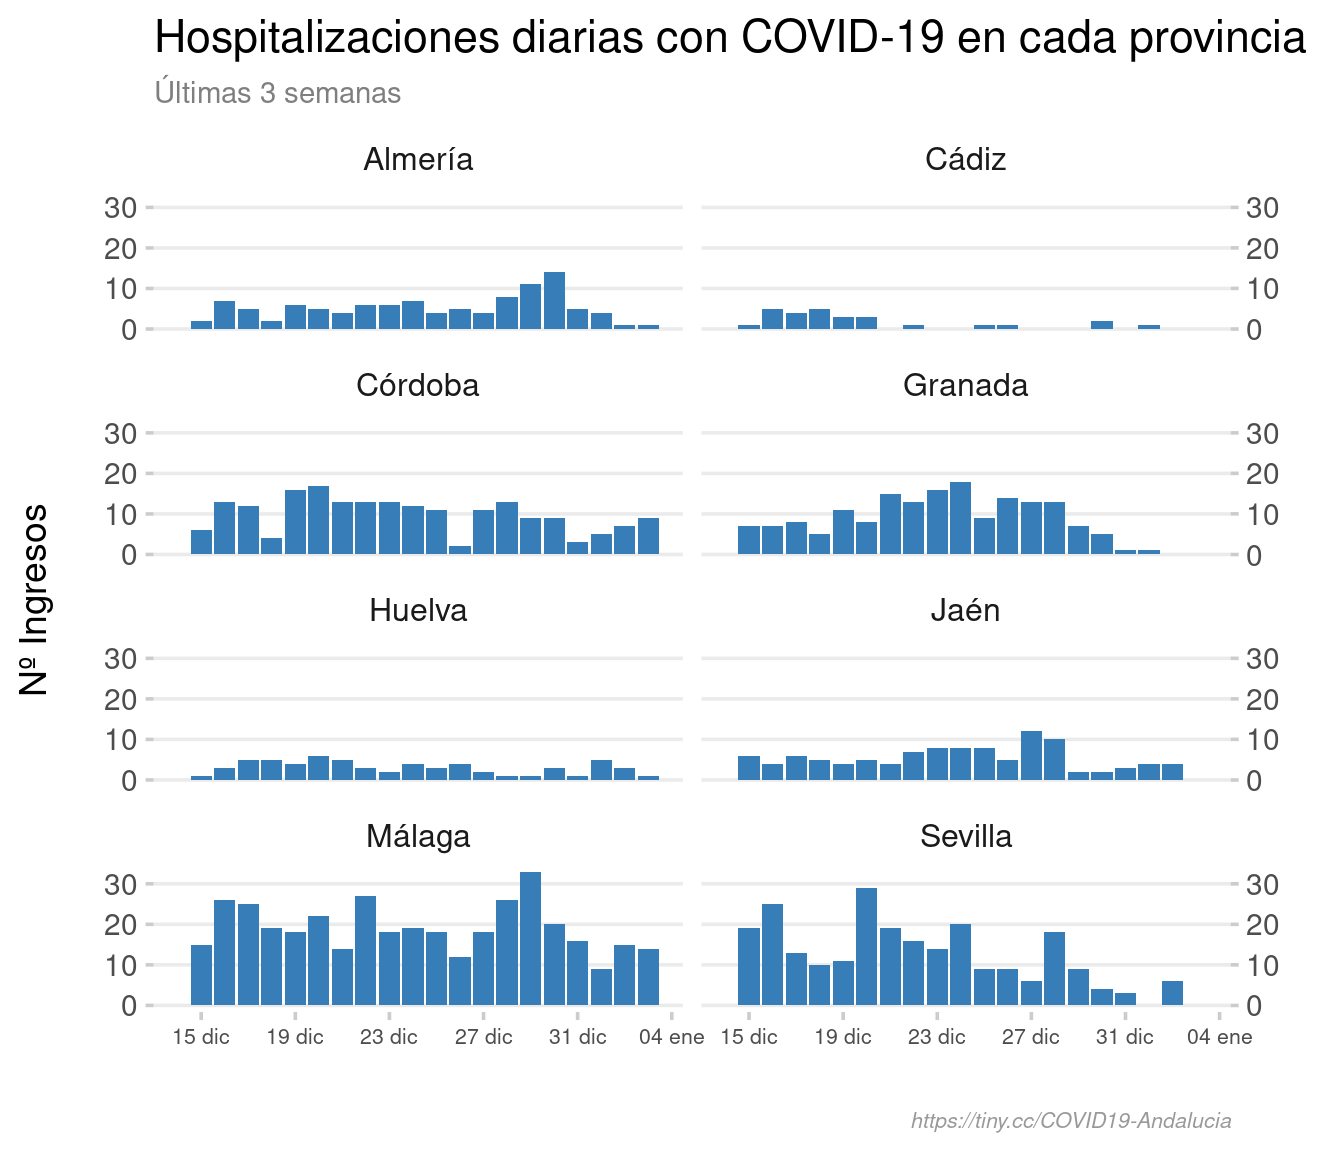 Hospitalizaciones diarias con COVID-19 en cada provincia
Últimas 3 semanas
Almería
Cádiz
30
20
10
0
30
20
10
0
Córdoba
Granada
30
20
10
0
30
20
10
0
Nº Ingresos
Huelva
Jaén
30
20
10
0
30
20
10
0
Málaga
Sevilla
30
20
10
0
30
20
10
0
15 dic 19 dic 23 dic 27 dic 31 dic 04 ene 15 dic 19 dic 23 dic 27 dic 31 dic 04 ene
https://tiny.cc/COVID19-Andalucia